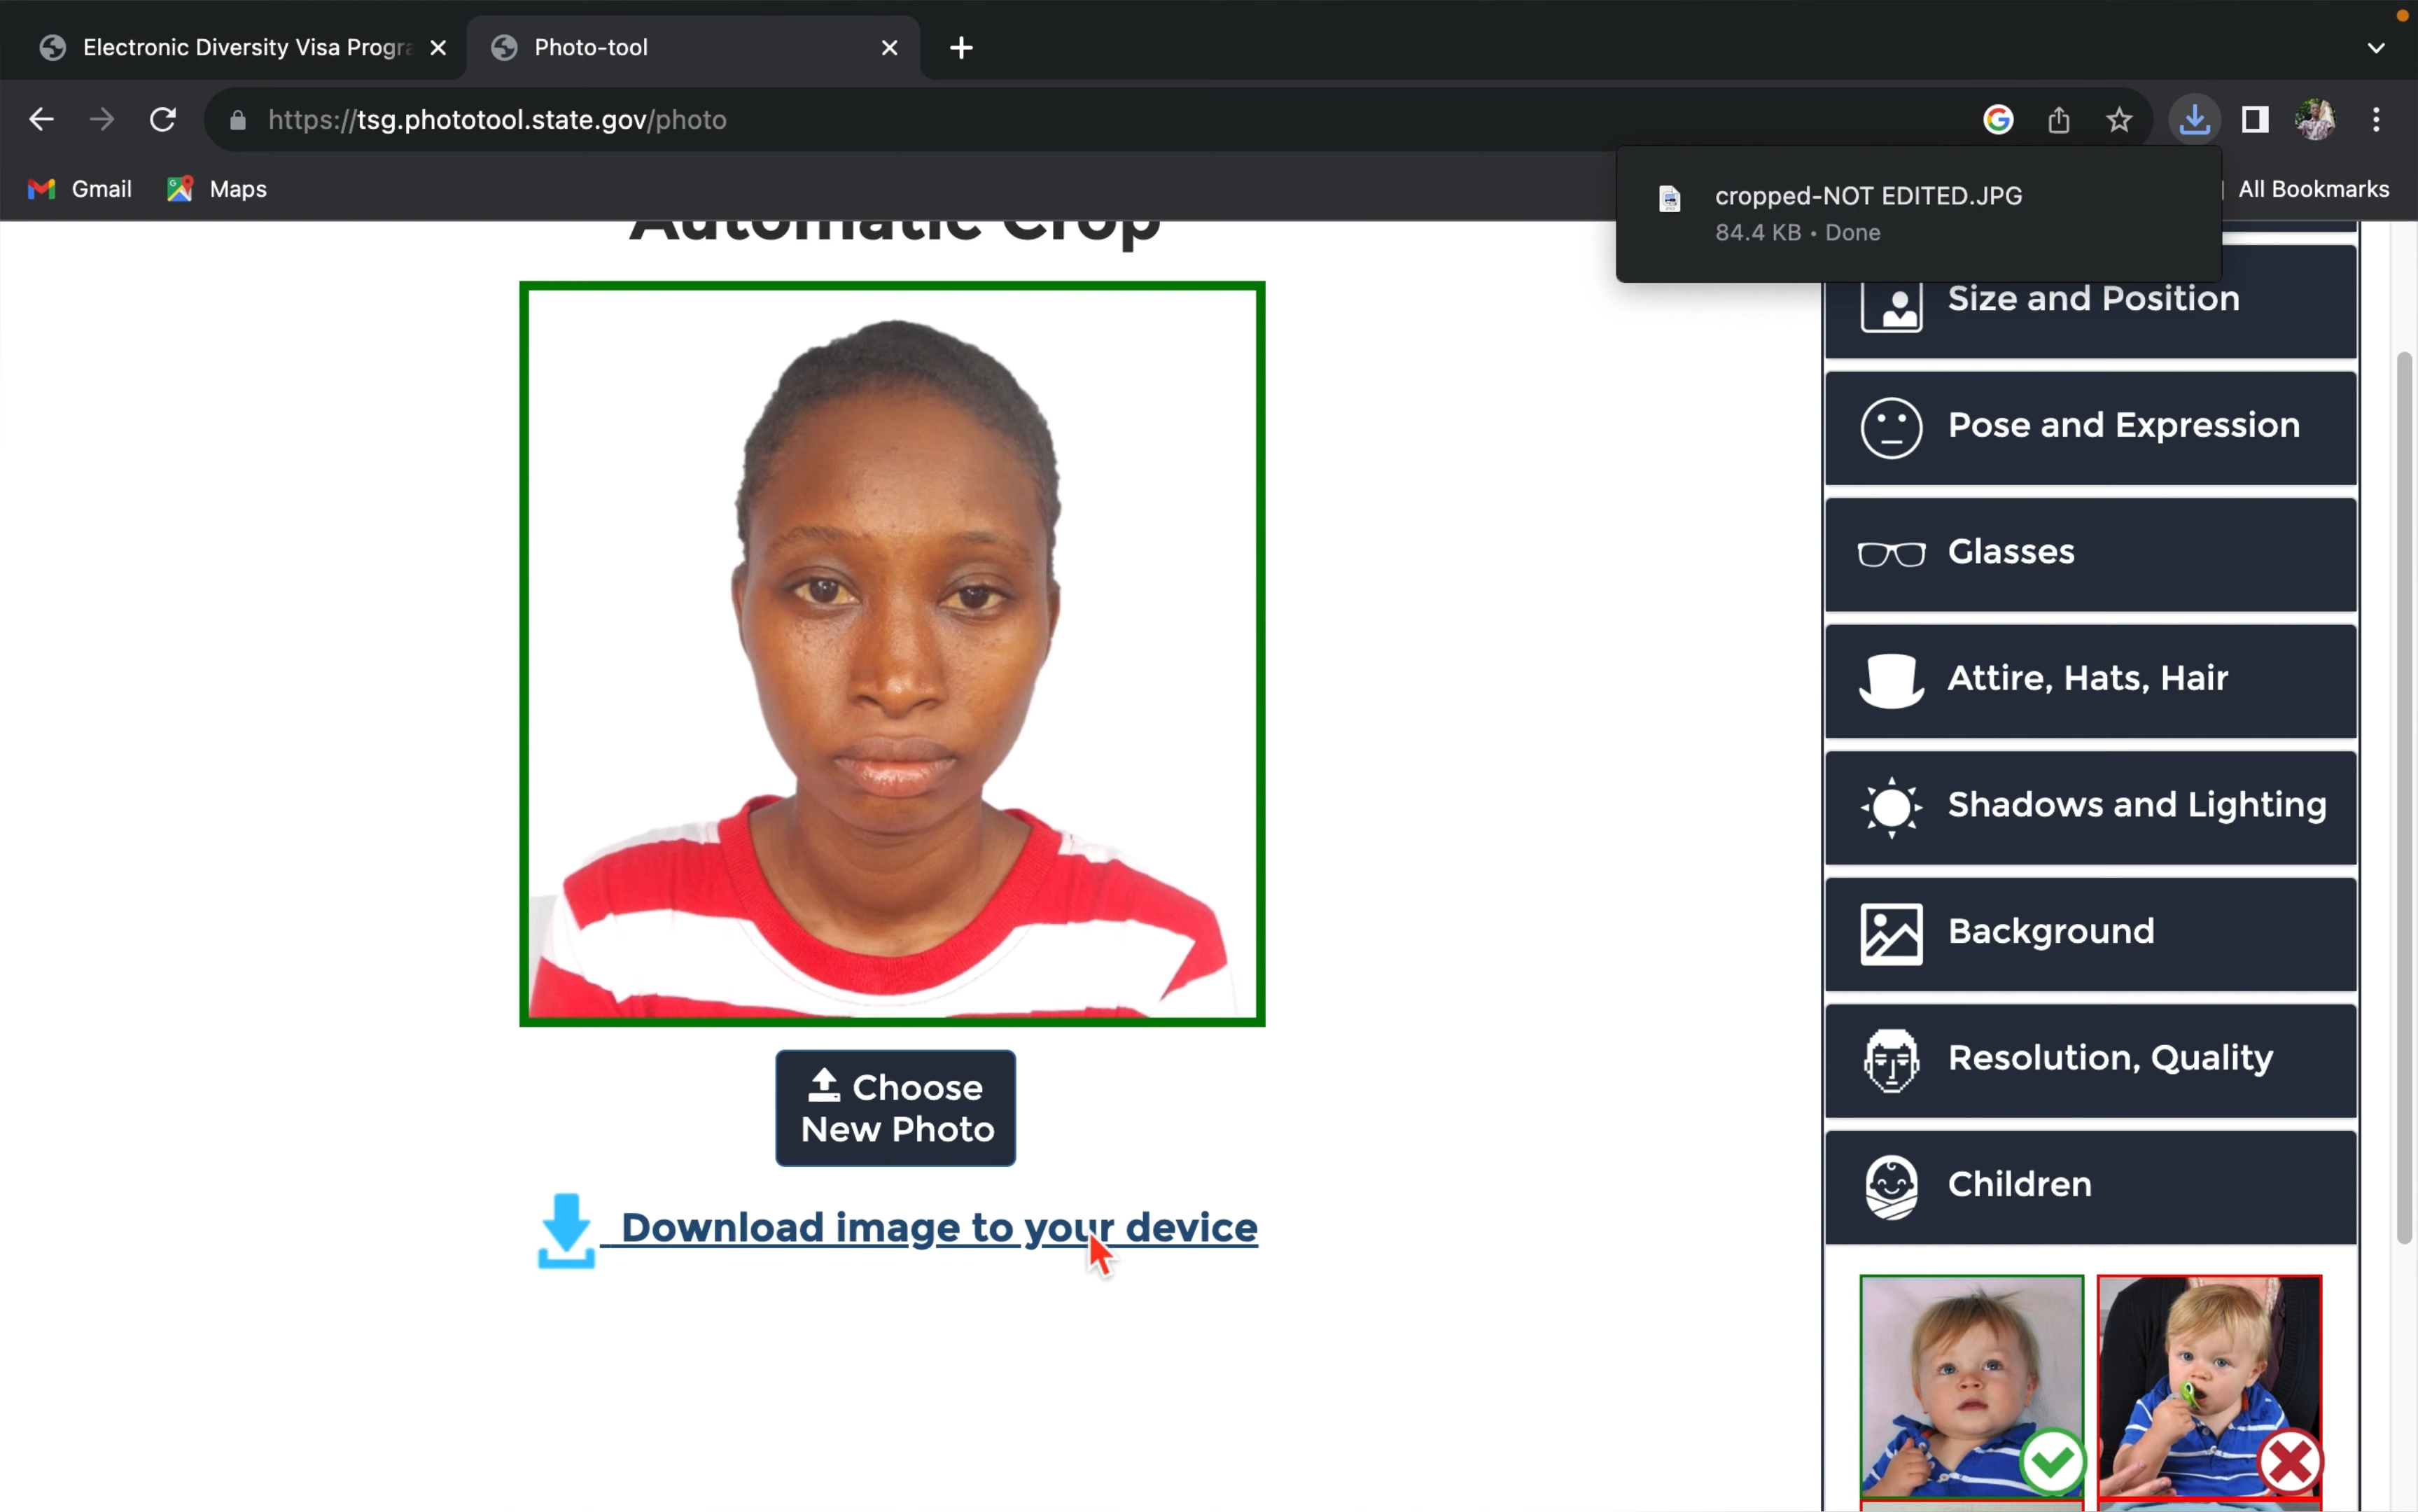 Electronic Diversity Visa Progra
Photo-tool
https://tsg.phototool.state.gov/photo
Gmail
Maps
All Bookmarks
cropped-NOT EDITED.JPG
84.4 KB • Done
Automatic Crop
Choose
New Photo
Download image to your device
Size and Position
Pose and Expression
Glasses
Attire, Hats, Hair
Shadows and Lighting
Background
Resolution, Quality
Children